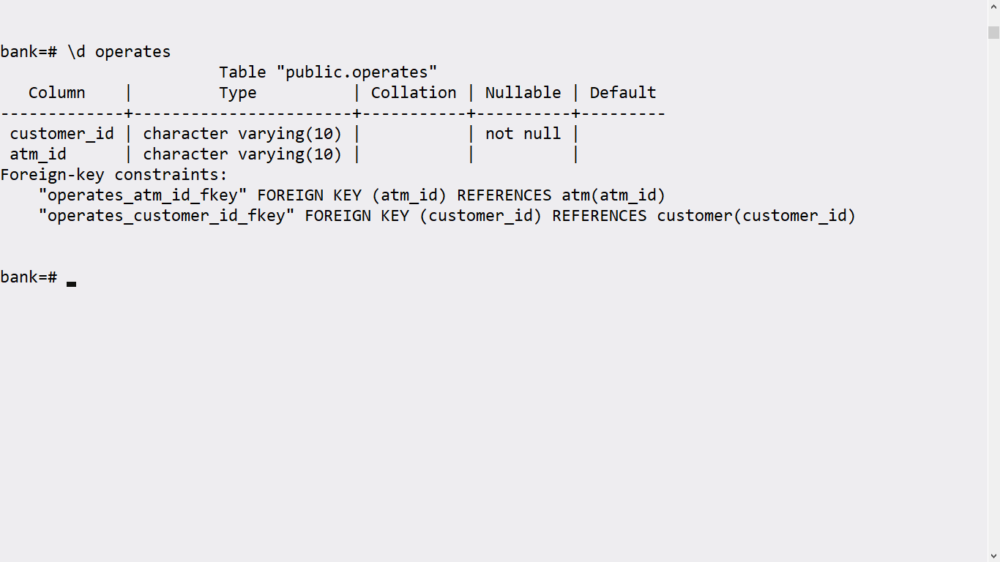 bank=# \d operates
                       Table "public.operates"
   Column    |         Type          | Collation | Nullable | Default
-------------+-----------------------+-----------+----------+---------
 customer_id | character varying(10) |           | not null |
 atm_id      | character varying(10) |           |          |
Foreign-key constraints:
    "operates_atm_id_fkey" FOREIGN KEY (atm_id) REFERENCES atm(atm_id)
    "operates_customer_id_fkey" FOREIGN KEY (customer_id) REFERENCES customer(customer_id)
bank=#